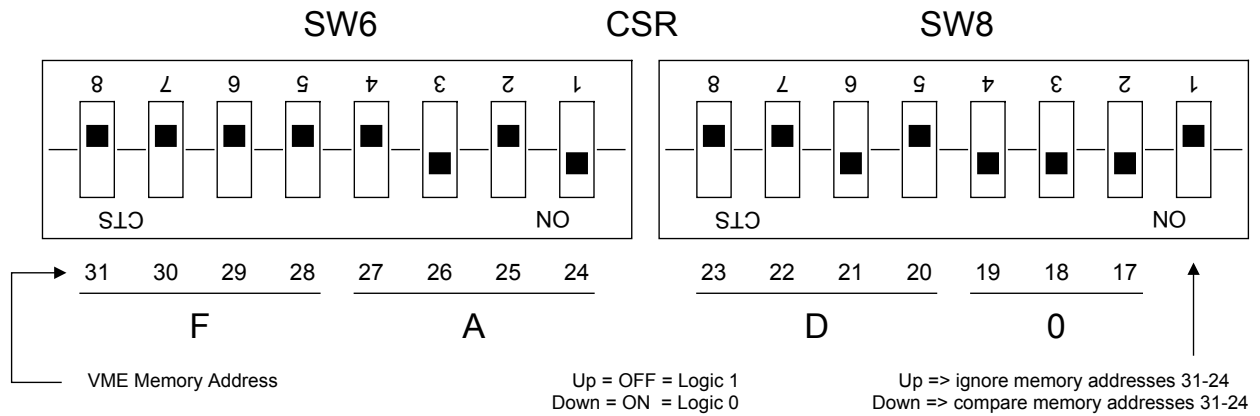 SW6 CSR SW8
8 7 6 5 4 3 2 1 8 7 6 5 4 3 2 1
CTS ON CTS ON
31 30 29 28 27 26 25 24 23 22 21 20 19 18 17
F A D 0
VME Memory Address Up = OFF = Logic 1 Up => ignore memory addresses 31-24
Down = ON = Logic 0 Down => compare memory addresses 31-24